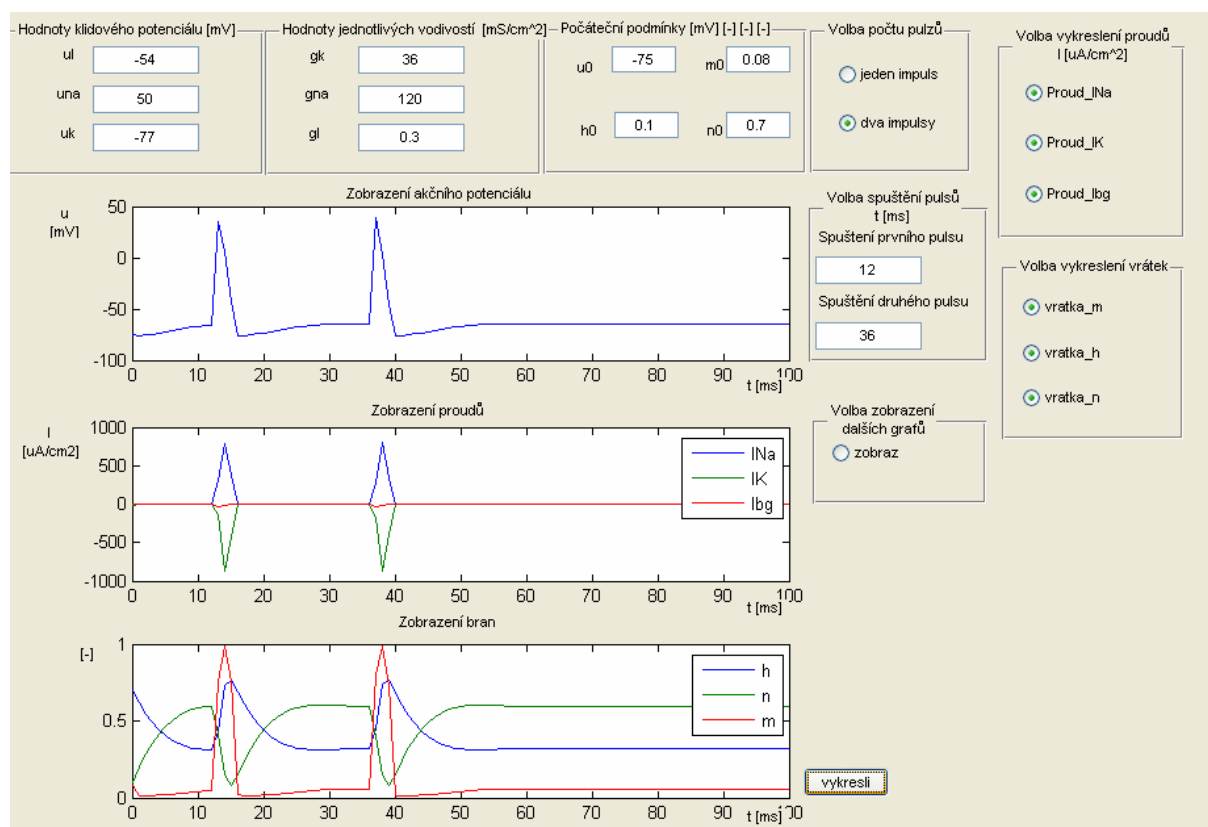 Hodnoty klidového potenciálu [mV]
ul -54
una 50
uk -77
Hodnoty jednotlivých vodivostí [mS/cm^2]
gk 36
gna 120
gl 0.3
Počáteční podmínky [mV] [-] [-] [-]
u0 -75 m0 0.08
h0 0.1 n0 0.7
Volba počtu pulzů
jeden impuls
dva impulsy
Volba vykreslení proudů
I [uA/cm^2]
Proud_INa
Proud_IK
Proud_Ibg
Zobrazení akčního potenciálu
u
[mV]
50
0
-50
-100
0 10 20 30 40 50 60 70 80 90 100
t [ms]
Volba spuštění pulsů
t [ms]
Spuštení prvního pulsu
12
Spuštění druhého pulsu
36
Volba vykreslení vrátek
vratka_m
vratka_h
vratka_n
Zobrazení proudů
I
[uA/cm2]
1000
500
0
-500
-1000
INa
IK
Ibg
0 10 20 30 40 50 60 70 80 90 100
t [ms]
Volba zobrazení
dalších grafů
zobraz
Zobrazení bran
[-]
1
0.5
0
h
n
m
0 10 20 30 40 50 60 70 80 90 100
t [ms]
vykresli